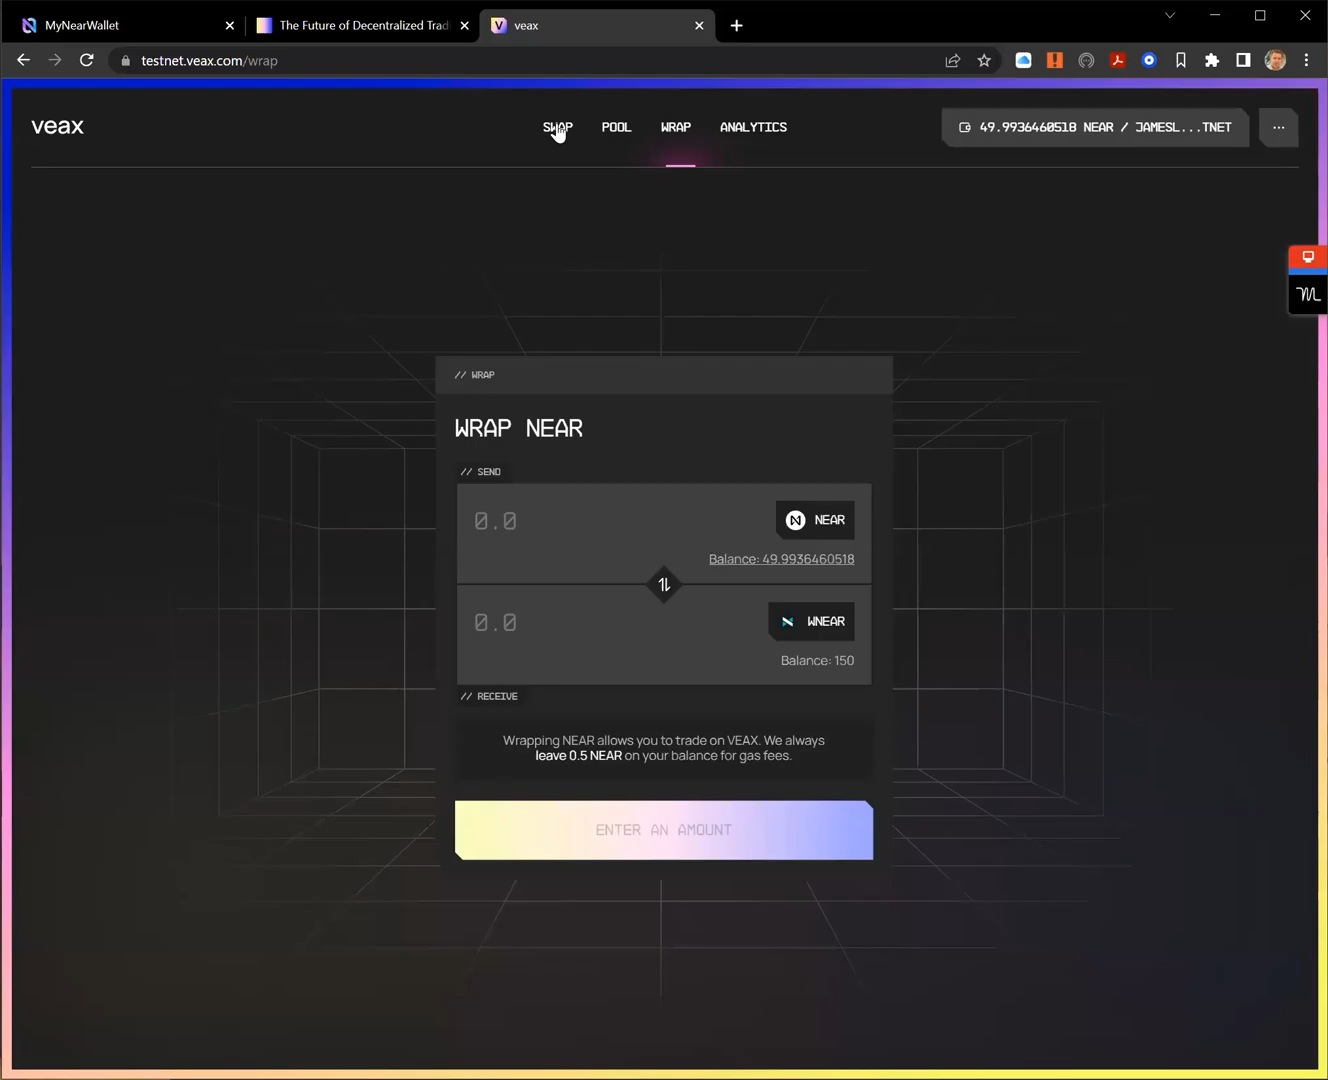 MyNearWallet
The Future of Decentralized Trad
veax
testnet.veax.com/wrap
veax
SWAP
POOL
WRAP
ANALYTICS
49.9936460518 NEAR / JAMESL...TNET
...
// WRAP
WRAP NEAR
// SEND
0.0
NEAR
Balance: 49.9936460518
0.0
WNEAR
Balance: 150
// RECEIVE
Wrapping NEAR allows you to trade on VEAX. We always
leave 0.5 NEAR on your balance for gas fees.
ENTER AN AMOUNT